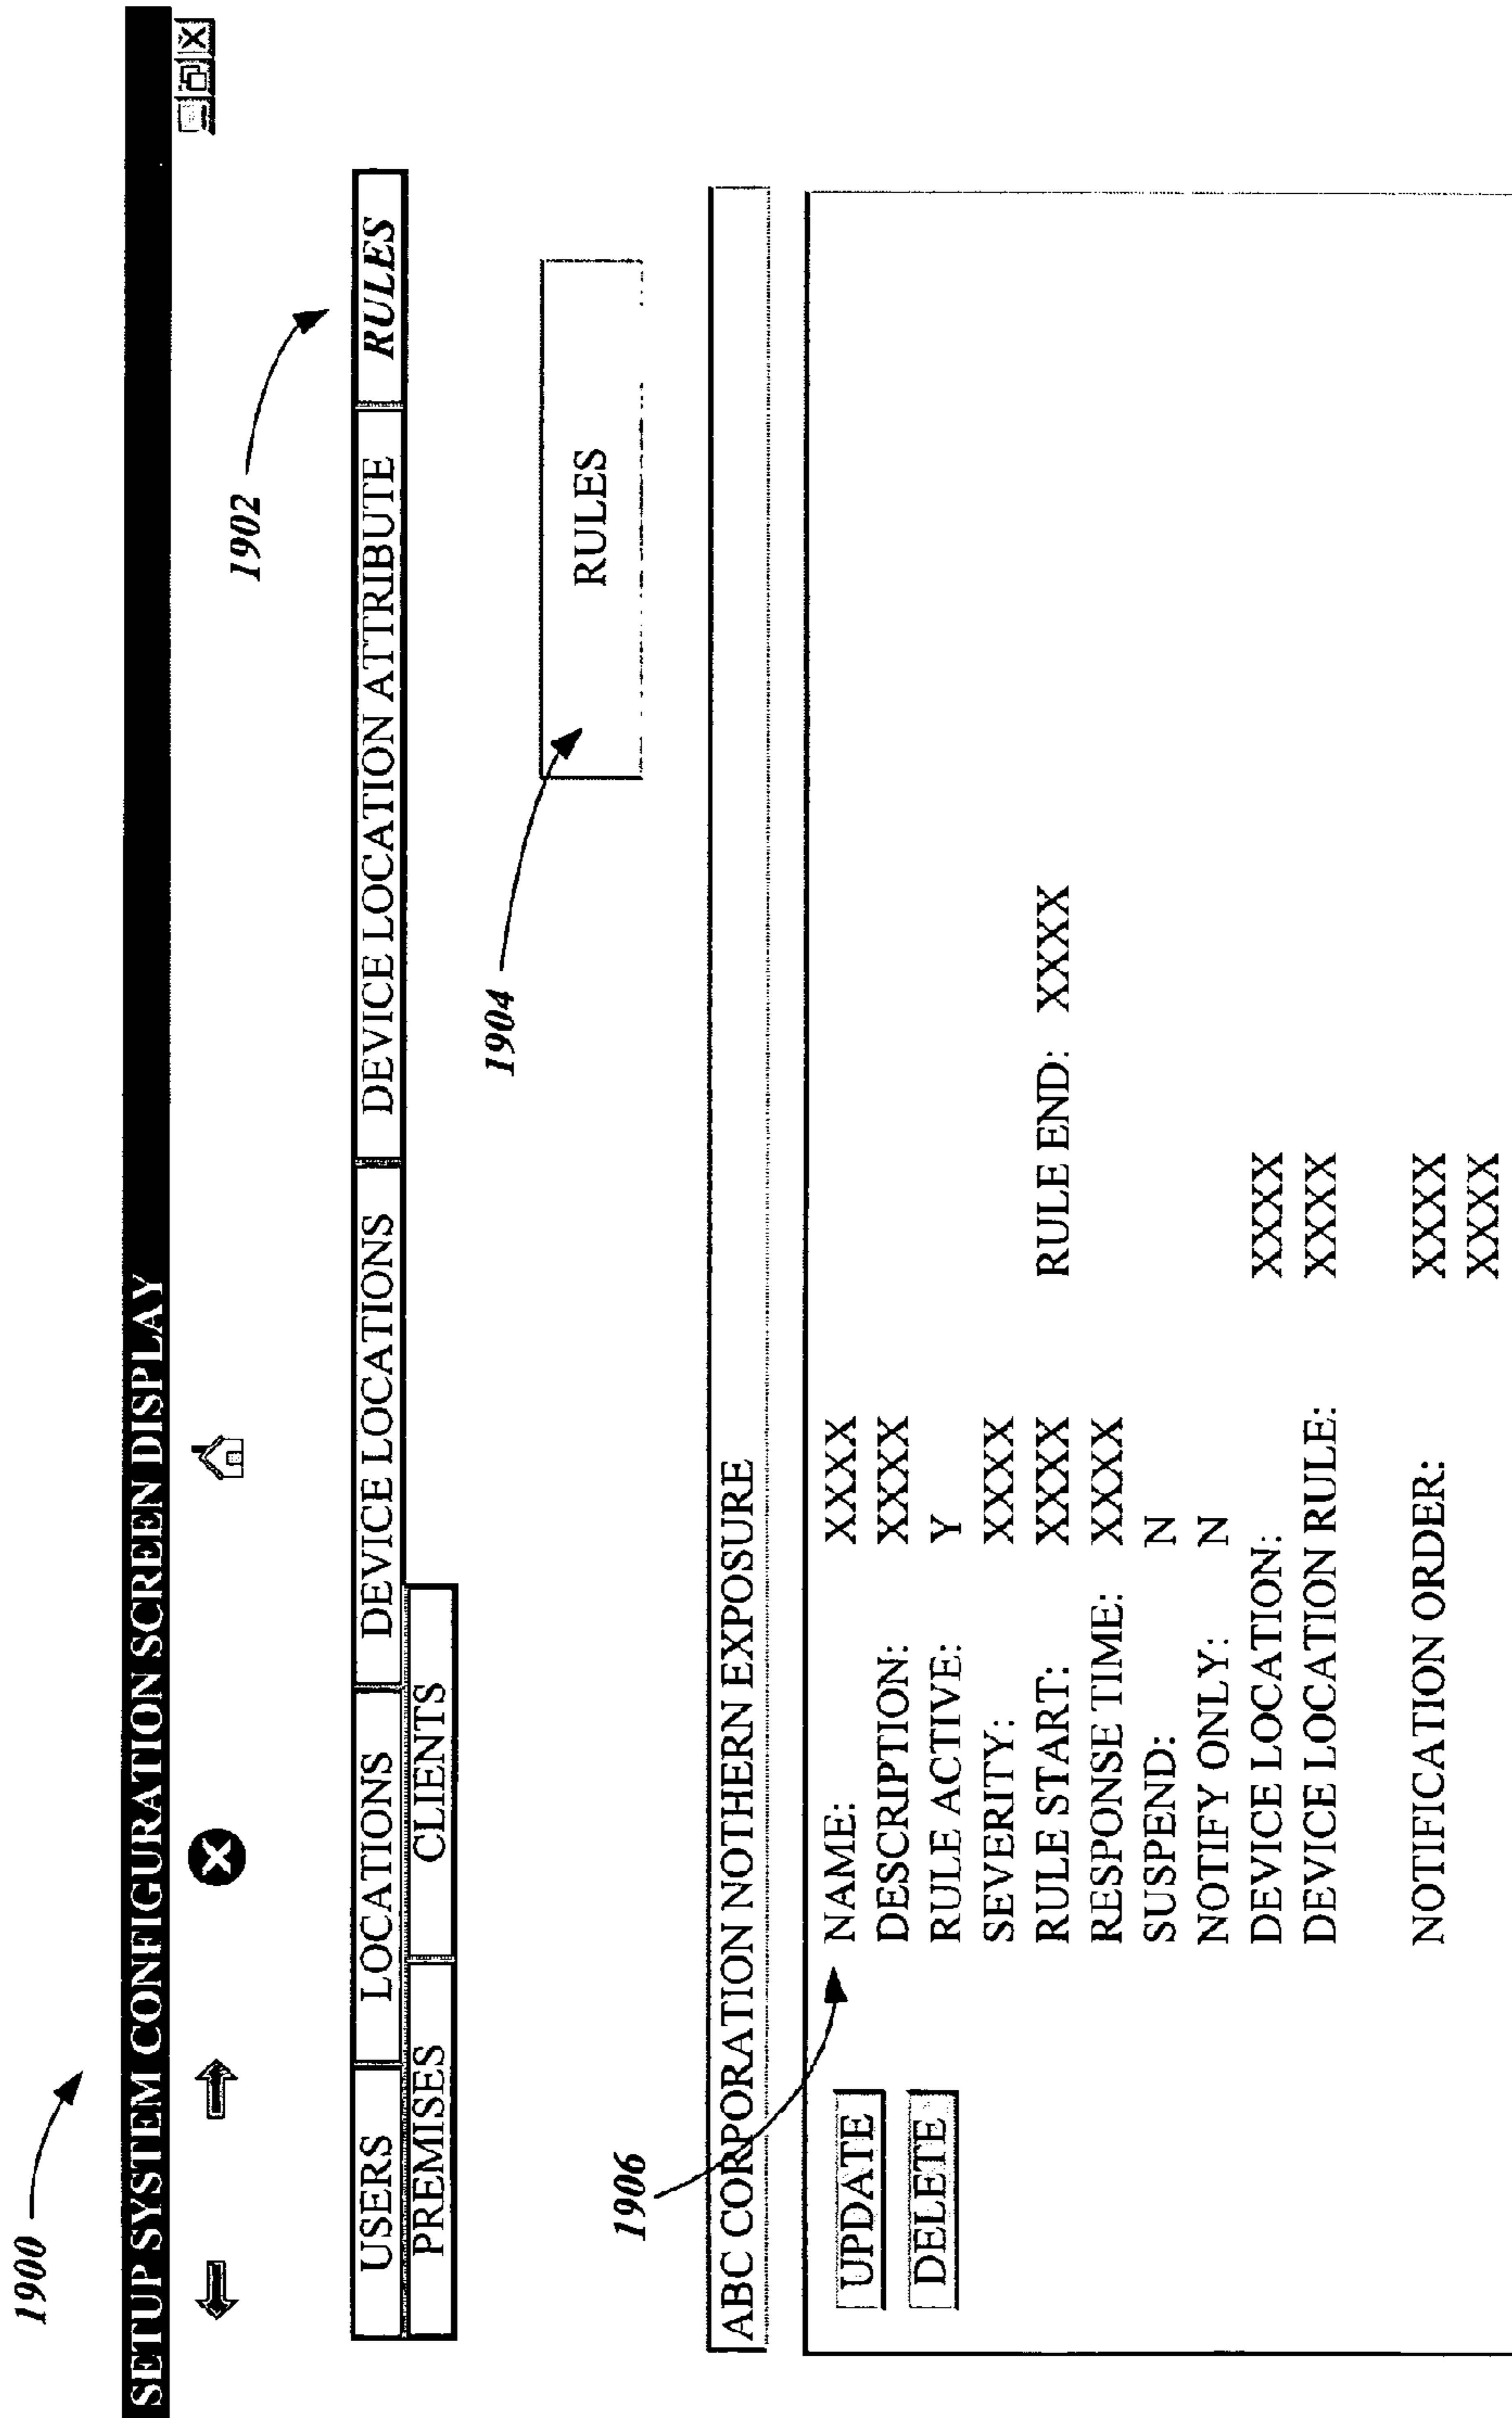 1900
SETUP SYSTEM CONFIGURATION SCREEN DISPLAY
1902
USERS LOCATIONS DEVICE LOCATIONS DEVICE LOCATION ATTRIBUTE RULES
PREMISES CLIENTS
1904
RULES
1906
ABC CORPORATION NOTHERN EXPOSURE
UPDATE
DELETE
NAME: XXXX
DESCRIPTION: XXXX
RULE ACTIVE: Y
SEVERITY: XXXX
RULE START: XXXX RULE END: XXXX
RESPONSE TIME: XXXX
SUSPEND: N
NOTIFY ONLY: N
DEVICE LOCATION: XXXX
DEVICE LOCATION RULE: XXXX
NOTIFICATION ORDER: XXXX
XXXX